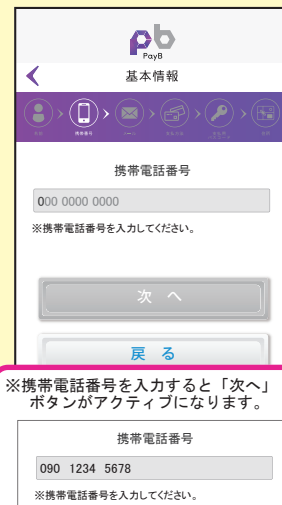 pb
PayB
基本情報
携帯番号
携帯電話番号
000 0000 0000
※携帯電話番号を入力してください。
次 へ
戻 る
※携帯電話番号を入力すると「次へ」
ボタンがアクティブになります。
携帯電話番号
090 1234 5678
※携帯電話番号を入力してください。